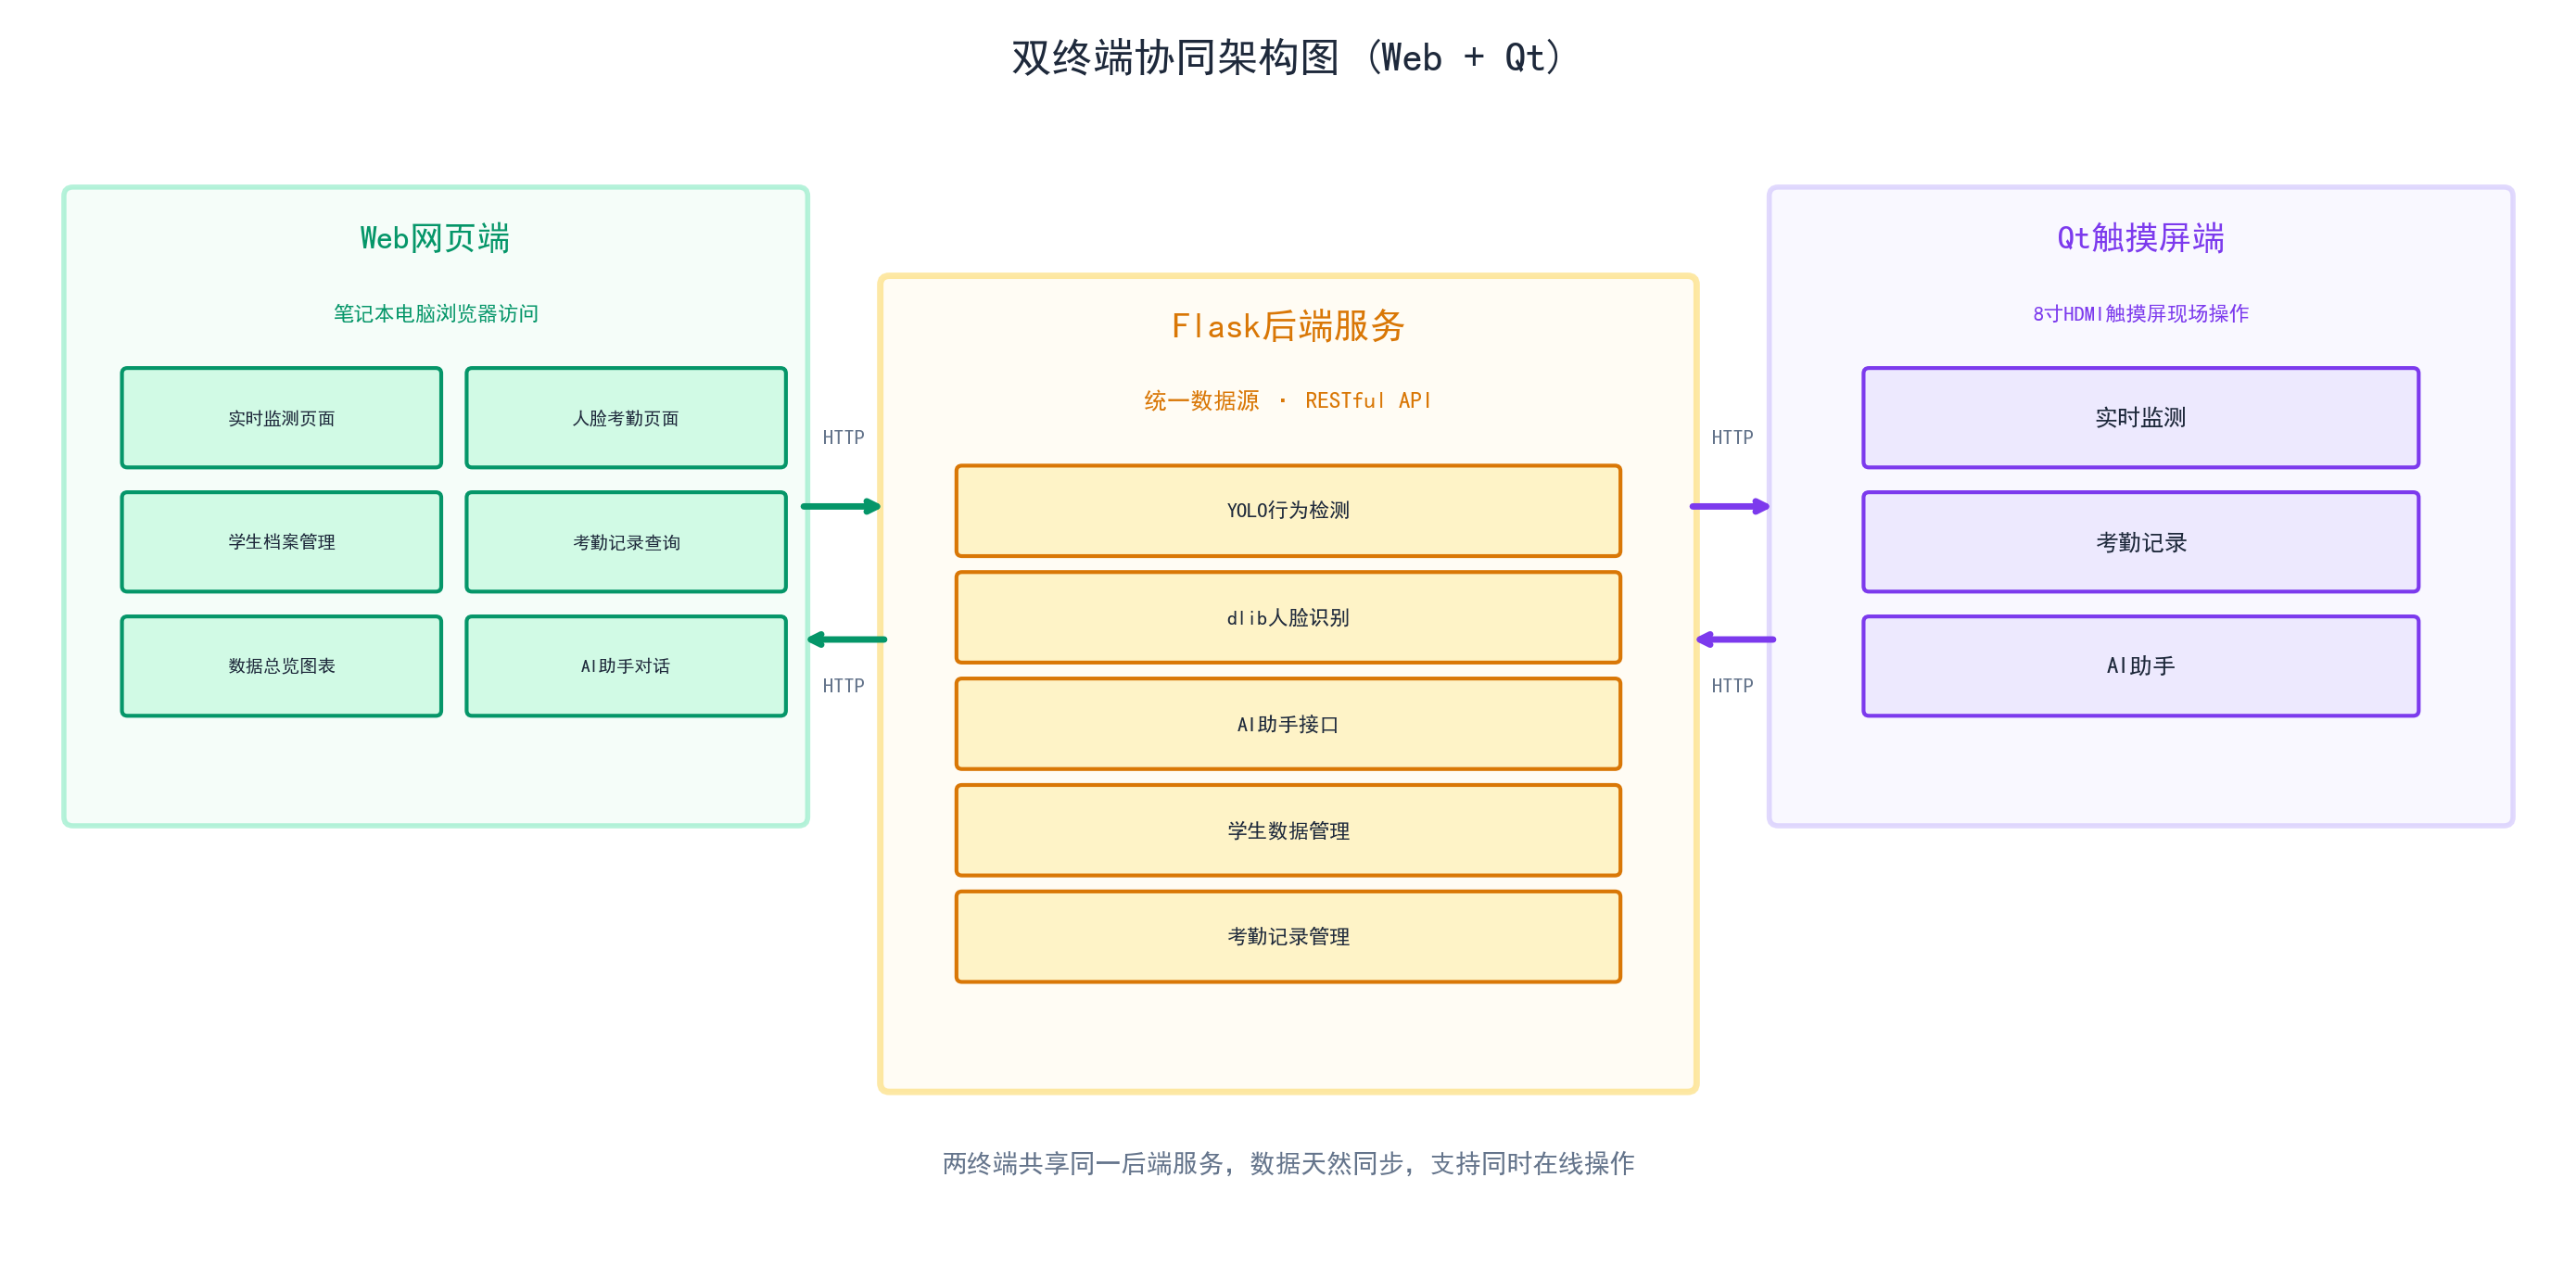 双终端协同架构图 (Web + Qt)
Web网页端
笔记本电脑浏览器访问
实时监测页面
人脸考勤页面
学生档案管理
考勤记录查询
数据总览图表
AI助手对话
HTTP
HTTP
Flask后端服务
统一数据源 · RESTful API
YOLO行为检测
dlib人脸识别
AI助手接口
学生数据管理
考勤记录管理
HTTP
HTTP
Qt触摸屏端
8寸HDMI触摸屏现场操作
实时监测
考勤记录
AI助手
两终端共享同一后端服务，数据天然同步，支持同时在线操作